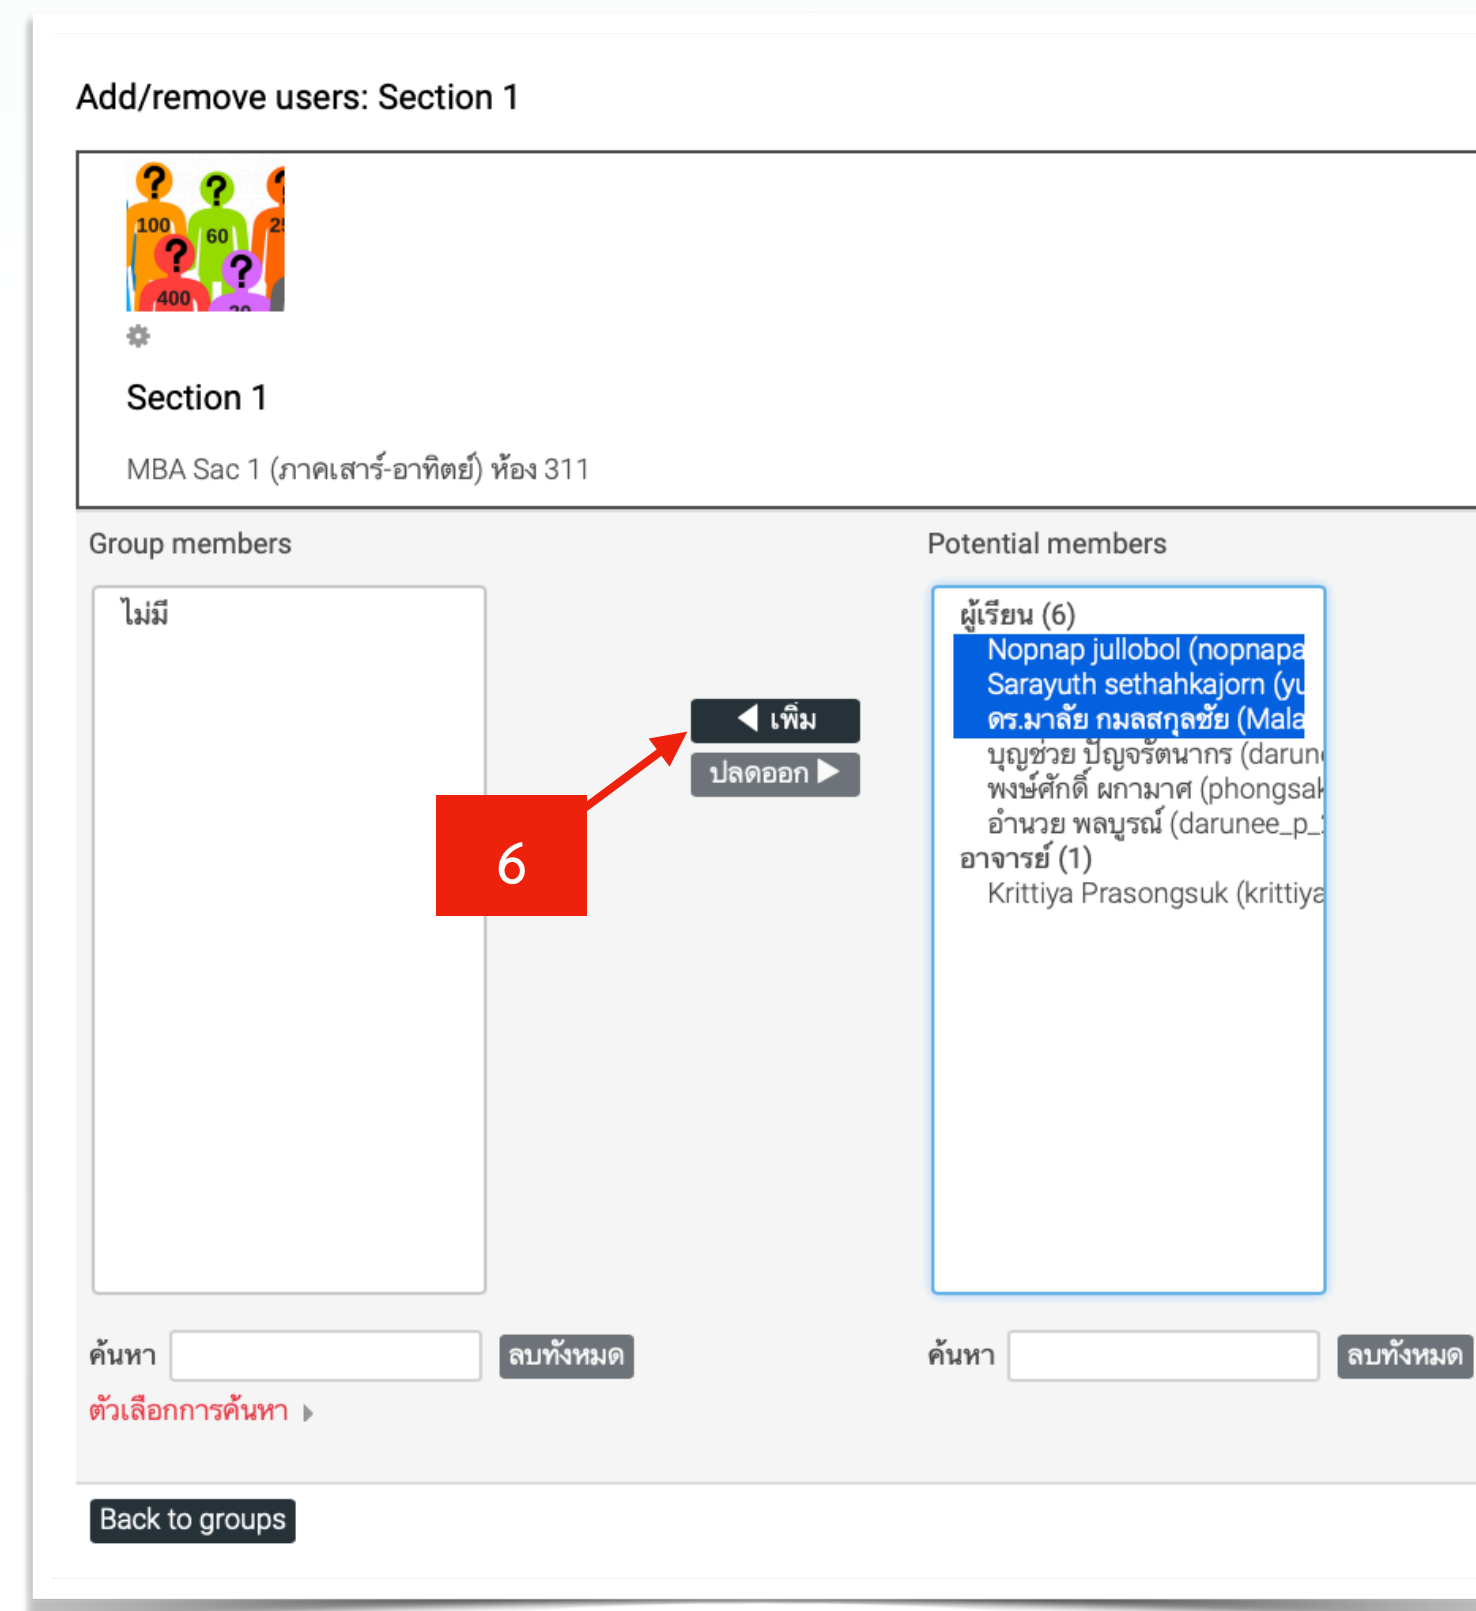 Add/remove users: Section 1
? ?
100 60
? ?
400
Section 1
MBA Sac 1 (ภาคเสาร์-อาทิตย์) ห้อง 311
Group members
Potential members
ไม่มี
ผู้เรียน (6)
Nopnap jullobol (nopnapa
Sarayuth sethahkajorn (yu
ดร.มาลัย กมลสกุลชัย (Mala
บุญช่วย ปัญจรัตนากร (darun
พงษ์ศักดิ์ ผกามาศ (phongsak
อำนวย พลบูรณ์ (darunee_p_
อาจารย์ (1)
Krittiya Prasongsuk (krittiya
◀ เพิ่ม
ปลดออก ▶
6
ค้นหา
ลบทั้งหมด
ค้นหา
ลบทั้งหมด
ตัวเลือกการค้นหา
Back to groups